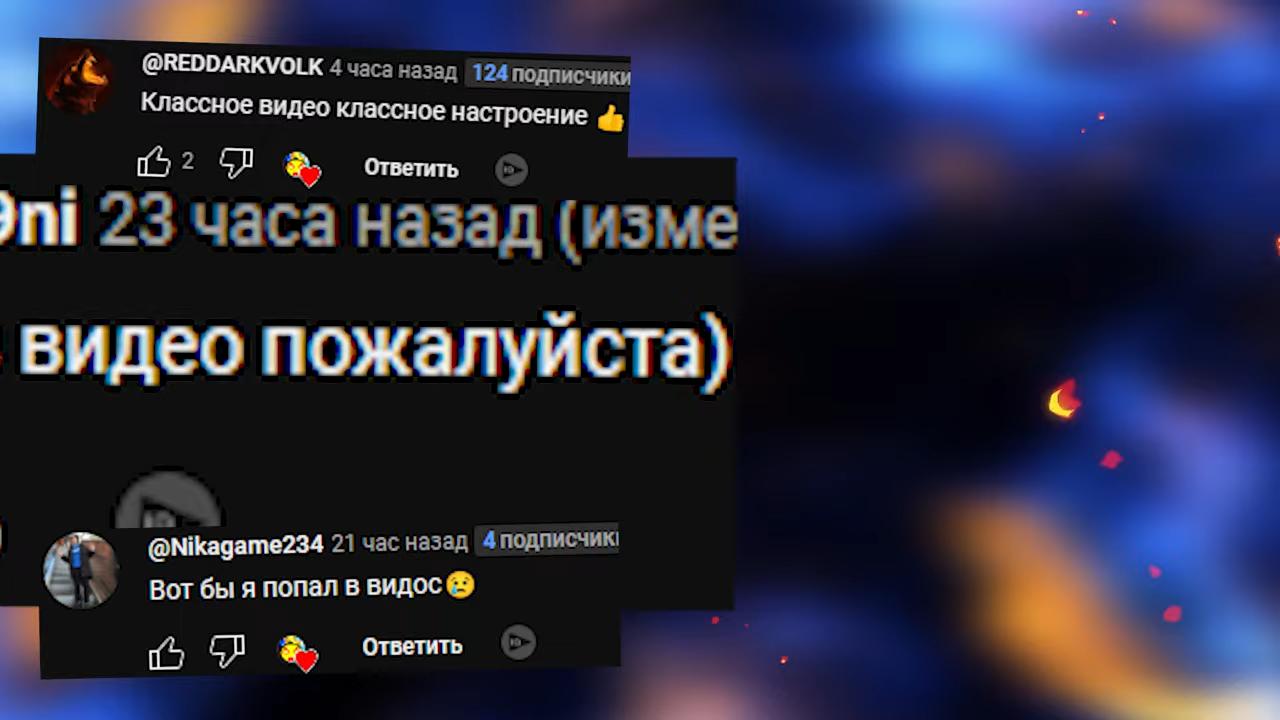 @REDDARKVOLK 4 часа назад 124 подписчики
Классное видео классное настроение 👍
2 Ответить
9ni 23 часа назад (изме
видео пожалуйста)
@Nikagame234 21 час назад 4 подписчики
Вот бы я попал в видос😢
Ответить